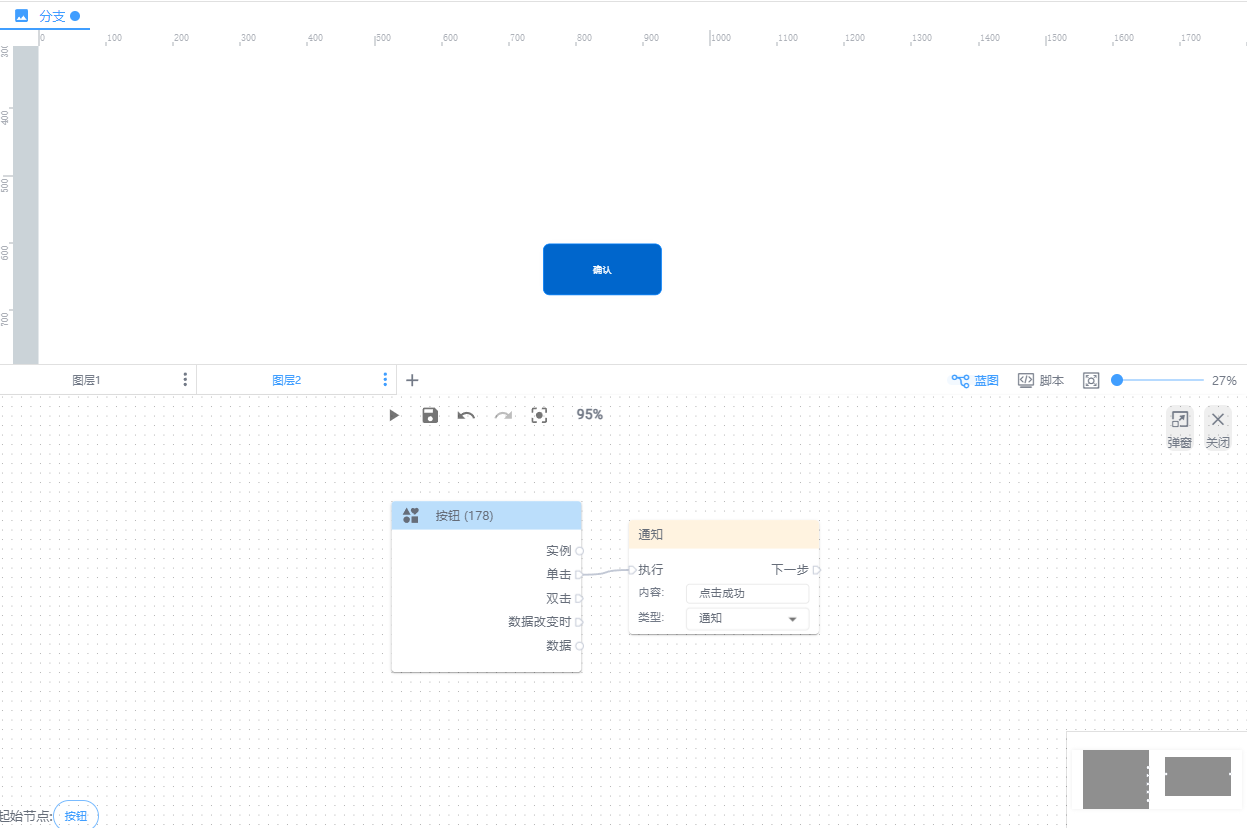 分支
0 100 200 300 400 500 600 700 800 900 1000 1100 1200 1300 1400 1500 1600 1700
300
400
500
600
700
确认
图层1
图层2
蓝图
脚本
27%
95%
弹窗
关闭
按钮 (178)
实例
单击
双击
数据改变时
数据
通知
执行
下一步
内容:
点击成功
类型:
通知
起始节点:
按钮